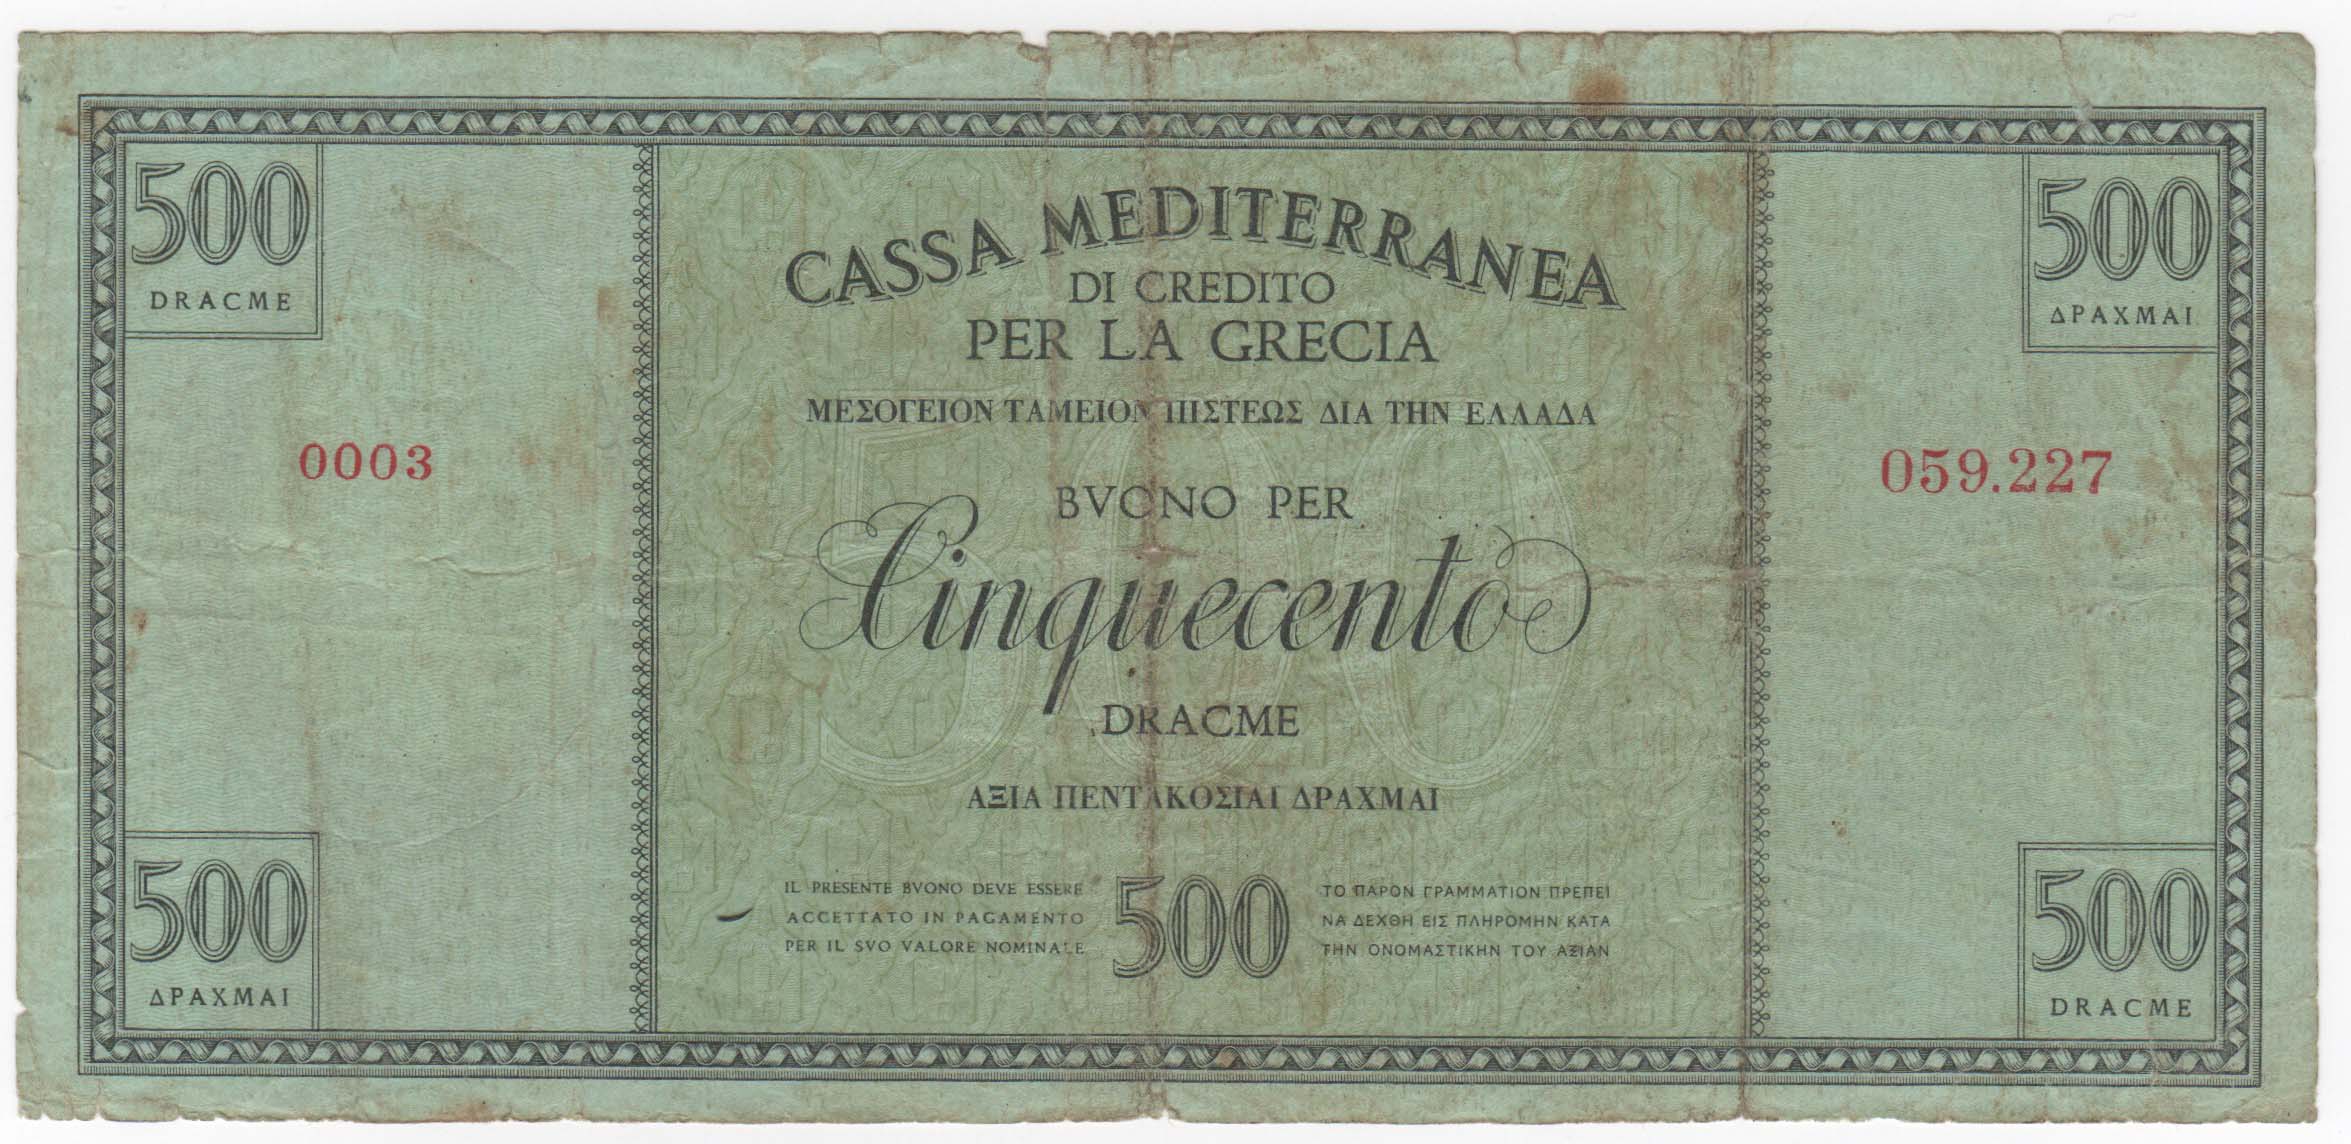 500
DRACME
500
ΔΡΑΧΜΑΙ
CASSA MEDITERRANEA
DI CREDITO
PER LA GRECIA
ΜΕΣΟΓΕΙΟΝ ΤΑΜΕΙΟΝ ΠΙΣΤΕΩΣ ΔΙΑ ΤΗΝ ΕΛΛΑΔΑ
0003
059.227
BVONO PER
Cinquecento
500
DRACME
ΑΞΙΑ ΠΕΝΤΑΚΟΣΙΑΙ ΔΡΑΧΜΑΙ
500
ΔΡΑΧΜΑΙ
IL PRESENTE BVONO DEVE ESSERE
ACCETTATO IN PAGAMENTO
PER IL SVO VALORE NOMINALE
500
ΤΟ ΠΑΡΟΝ ΓΡΑΜΜΑΤΙΟΝ ΠΡΕΠΕΙ
ΝΑ ΔΕΧΘΗ ΕΙΣ ΠΛΗΡΟΜΗΝ ΚΑΤΑ
ΤΗΝ ΟΝΟΜΑΣΤΙΚΗΝ ΤΟΥ ΑΞΙΑΝ
500
DRACME